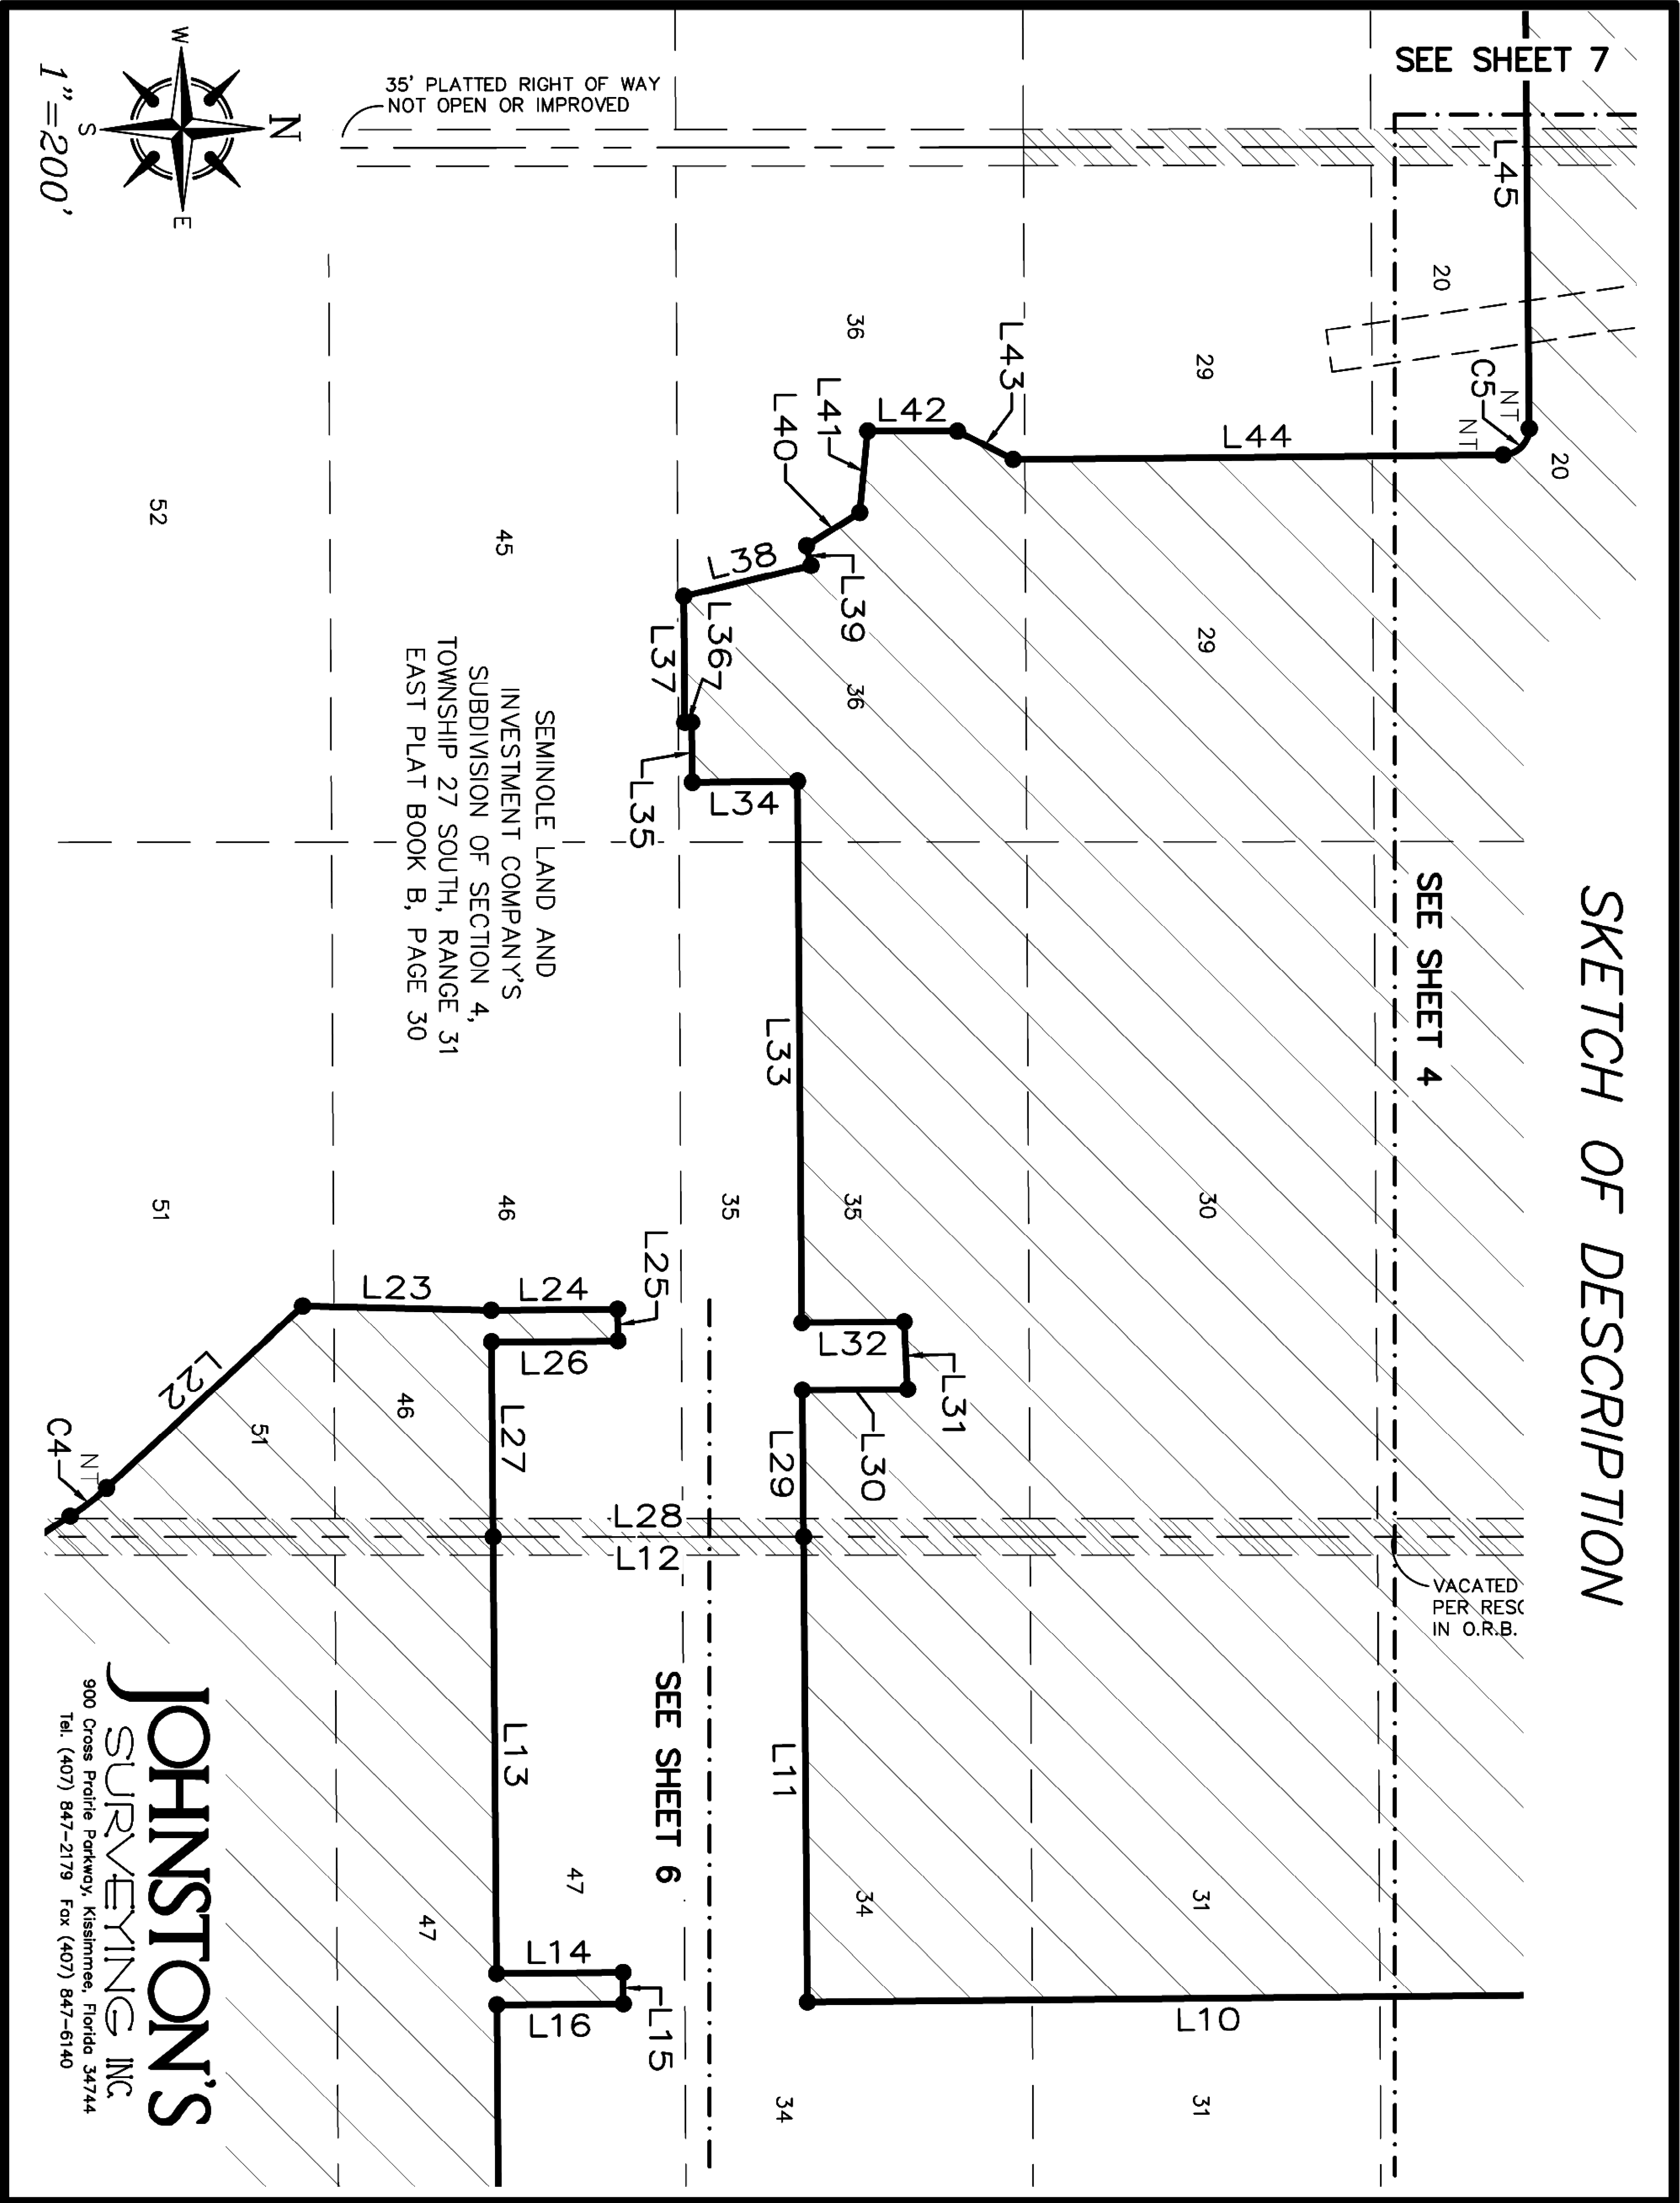 SKETCH OF DESCRIPTION
SEE SHEET 7
SEE SHEET 4
VACATED
PER RESO
IN O.R.B.
L45
20
20
C5
NT
NT
L44
29
29
30
31
31
L10
L43
L42
L41
L40
L39
L38
L36
L37
L35
L34
36
36
L33
35
35
L32
L31
L30
L29
L28
L12
L11
34
34
SEE SHEET 6
35' PLATTED RIGHT OF WAY
NOT OPEN OR IMPROVED
45
46
46
47
47
52
51
51
SEMINOLE LAND AND
INVESTMENT COMPANY'S
SUBDIVISION OF SECTION 4,
TOWNSHIP 27 SOUTH, RANGE 31
EAST PLAT BOOK B, PAGE 30
L25
L24
L23
L26
L27
L22
C4
NT
L13
L14
L15
L16
N
W
E
S
1"=200'
JOHNSTON'S
SURVEYING INC.
900 Cross Prairie Parkway, Kissimmee, Florida 34744
Tel. (407) 847-2179 Fax (407) 847-6140